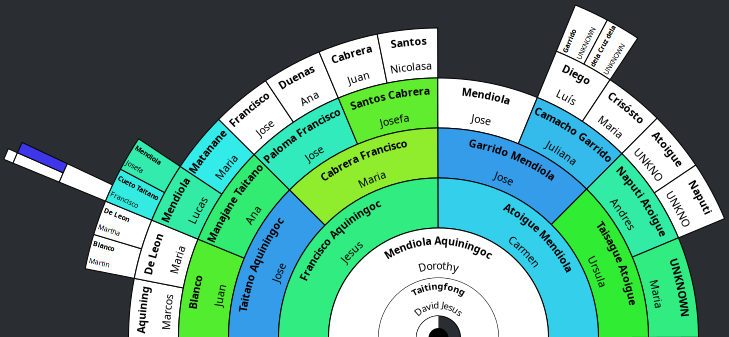 Garrido
UNKNOWN
dela Cruz dela
UNKNOWN
Francisco
Jose
Duenas
Ana
Cabrera
Juan
Santos
Nicolasa
Mendiola
Jose
Diego
Luís
Crisósto
Maria
Atoigue
UNKNO
Naputi
UNKNO
Mendiola
Josefa
Cueto Taitano
Francisco
De Leon
Martha
Blanco
Martin
Aquining
Marcos
De Leon
Maria
Mendiola
Lucas
Matanane
Maria
Paloma Francisco
Jose
Santos Cabrera
Josefa
Camacho Garrido
Juliana
Naputi Atoigue
Andres
UNKNOWN
Maria
Blanco
Juan
Manajane Taitano
Ana
Cabrera Francisco
Maria
Garrido Mendiola
Jose
Taisague Atoigue
Ursula
Taitano Aquiningoc
Jose
Francisco Aquiningoc
Jesus
Atoigue Mendiola
Carmen
Mendiola Aquiningoc
Dorothy
Taitingfong
David Jesus